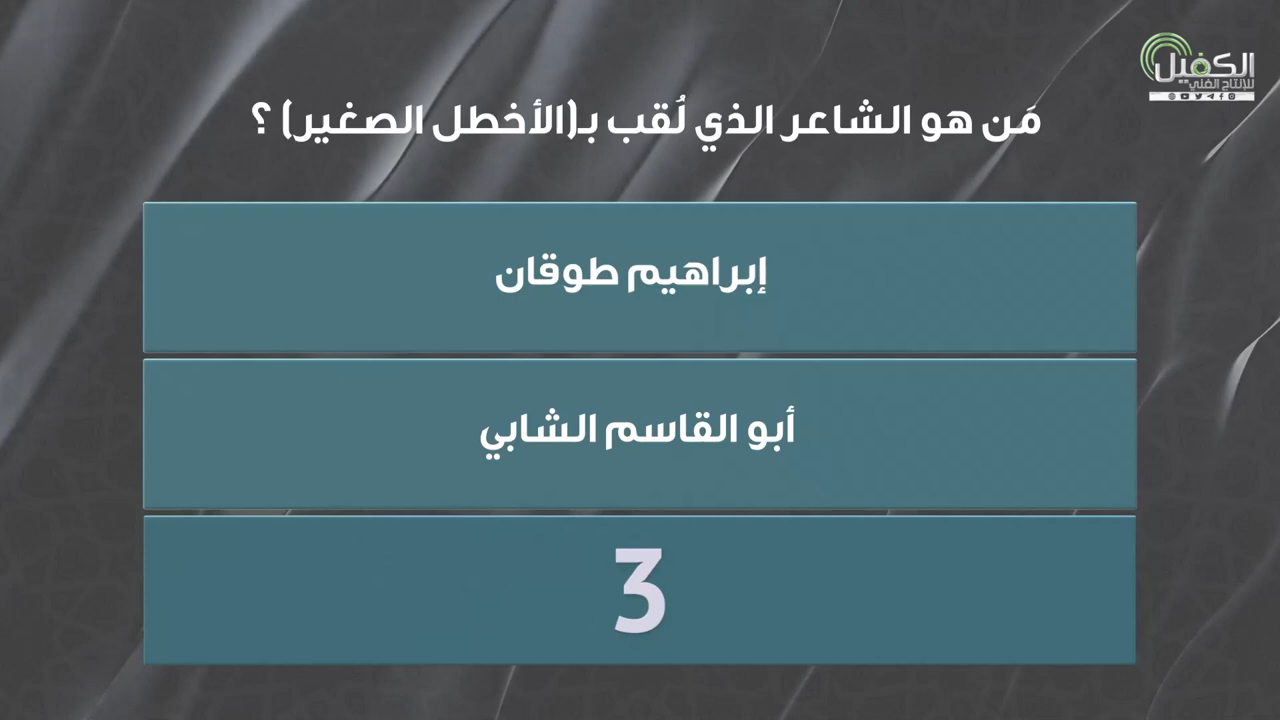 الكفيل
للإنتاج الفني
مَن هو الشاعر الذي لُقب بـ(الأخطل الصغير) ؟
إبراهيم طوقان
أبو القاسم الشابي
3